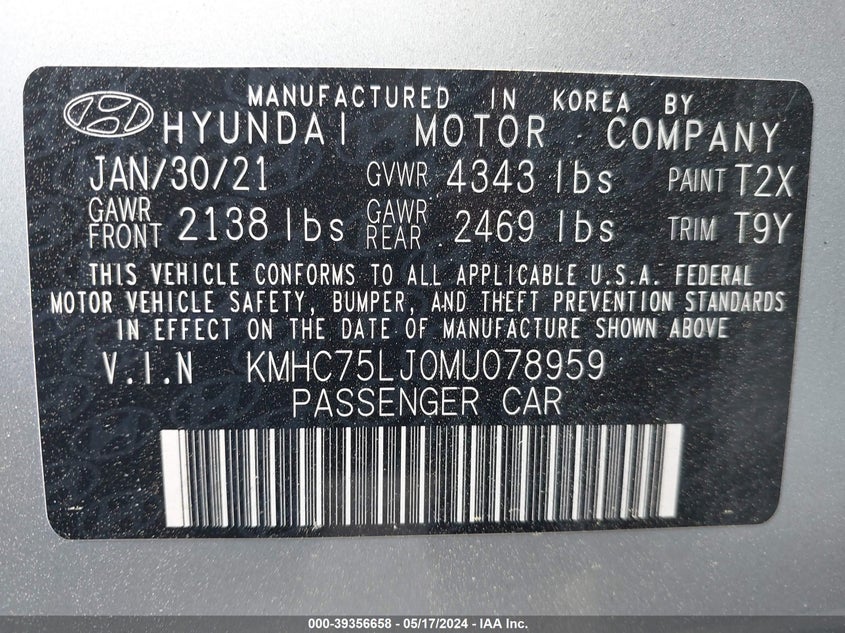 MANUFACTURED IN KOREA BY
HYUNDAI MOTOR COMPANY
JAN/30/21 GVWR 4343 lbs PAINT T2X
GAWR FRONT 2138 lbs GAWR REAR 2469 lbs TRIM T9Y
THIS VEHICLE CONFORMS TO ALL APPLICABLE U.S.A. FEDERAL
MOTOR VEHICLE SAFETY, BUMPER, AND THEFT PREVENTION STANDARDS
IN EFFECT ON THE DATE OF MANUFACTURE SHOWN ABOVE
V.I.N KMHC75LJ0MU078959
PASSENGER CAR
000-39356658 - 05/17/2024 - IAA Inc.